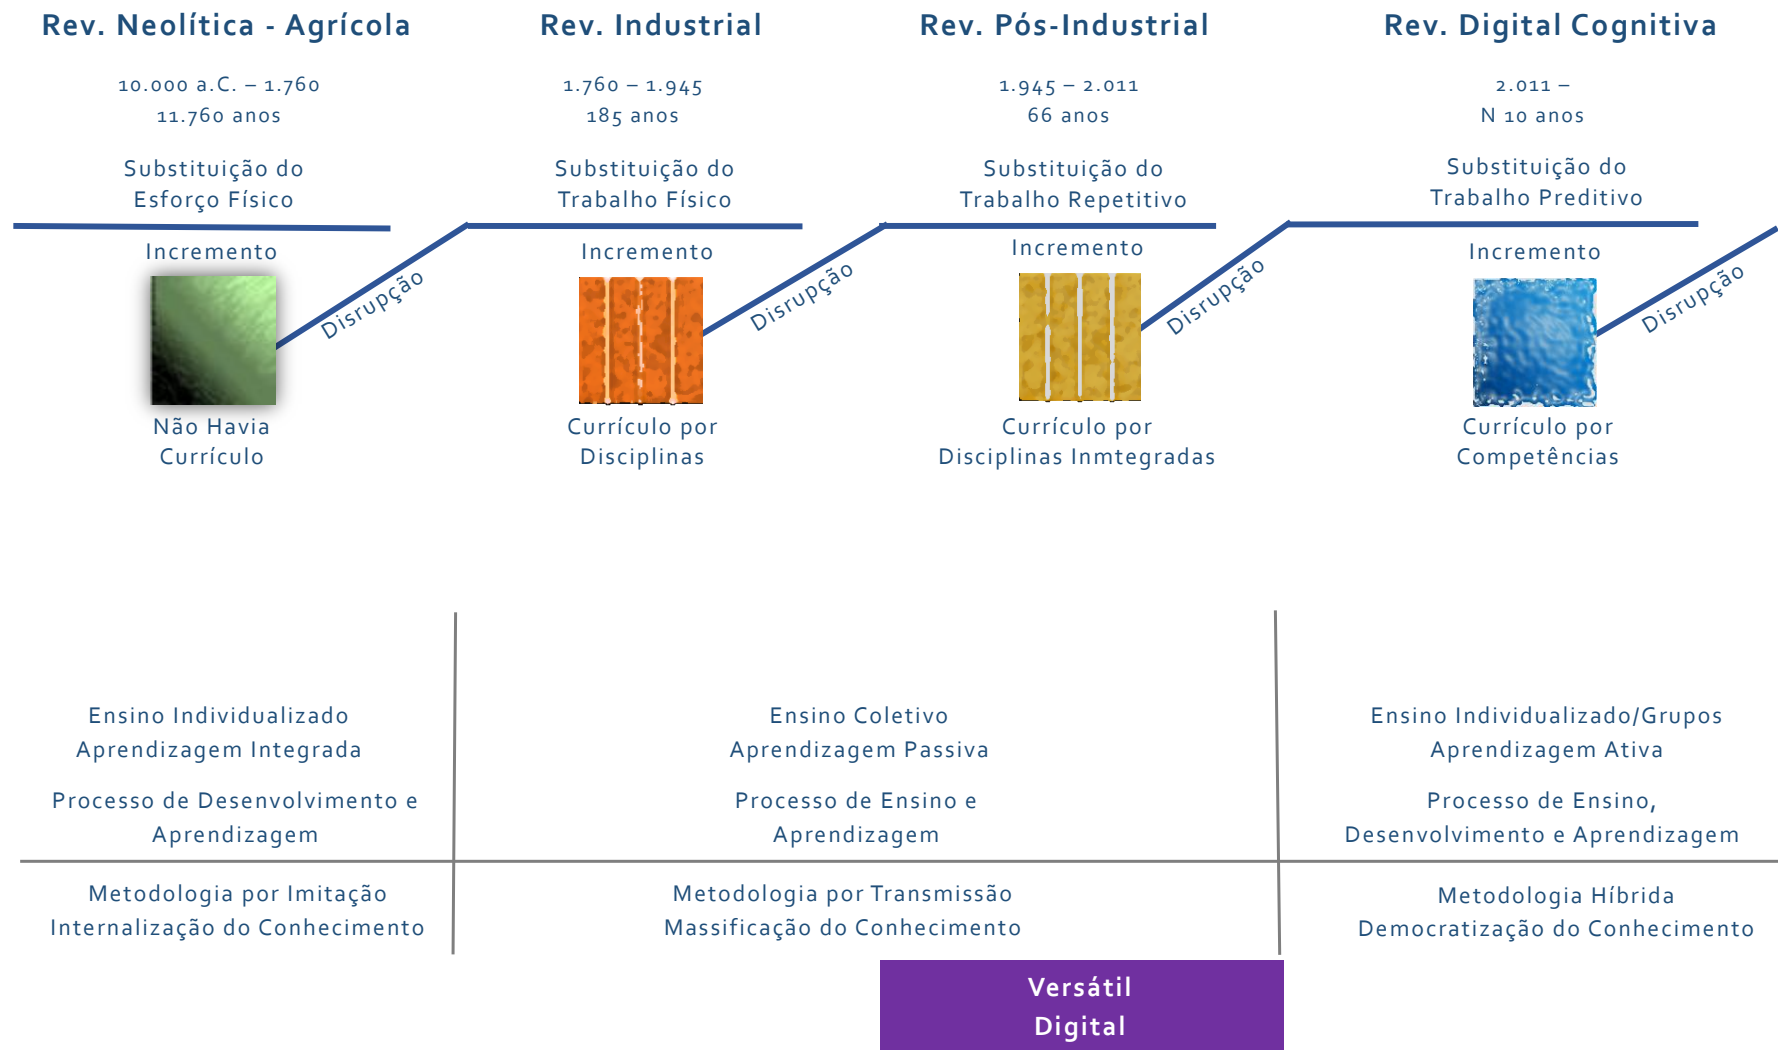 Rev. Neolítica - Agrícola
10.000 a.C. – 1.760
11.760 anos
Substituição do
Esforço Físico
Incremento
Disrupção
Não Havia
Currículo
Rev. Industrial
1.760 – 1.945
185 anos
Substituição do
Trabalho Físico
Incremento
Disrupção
Currículo por
Disciplinas
Rev. Pós-Industrial
1.945 – 2.011
66 anos
Substituição do
Trabalho Repetitivo
Incremento
Disrupção
Currículo por
Disciplinas Inmtegradas
Rev. Digital Cognitiva
2.011 –
N 10 anos
Substituição do
Trabalho Preditivo
Incremento
Disrupção
Currículo por
Competências
Ensino Individualizado
Aprendizagem Integrada
Processo de Desenvolvimento e
Aprendizagem
Ensino Coletivo
Aprendizagem Passiva
Processo de Ensino e
Aprendizagem
Ensino Individualizado/Grupos
Aprendizagem Ativa
Processo de Ensino,
Desenvolvimento e Aprendizagem
Metodologia por Imitação
Internalização do Conhecimento
Metodologia por Transmissão
Massificação do Conhecimento
Metodologia Híbrida
Democratização do Conhecimento
Versátil
Digital